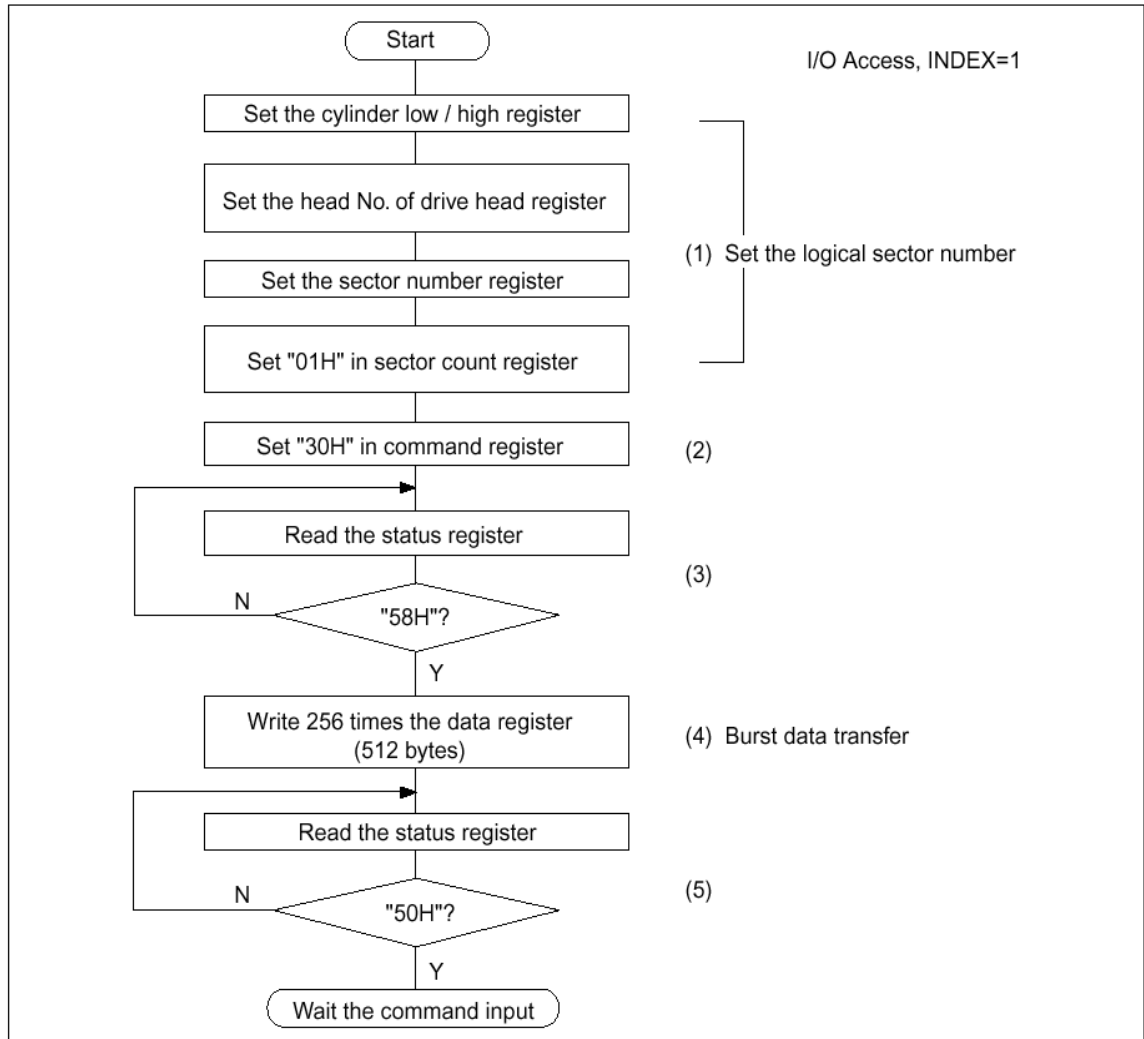 Start
I/O Access, INDEX=1
Set the cylinder low / high register
Set the head No. of drive head register
(1) Set the logical sector number
Set the sector number register
Set "01H" in sector count register
Set "30H" in command register
(2)
Read the status register
(3)
N
"58H"?
Y
Write 256 times the data register
(512 bytes)
(4) Burst data transfer
Read the status register
(5)
N
"50H"?
Y
Wait the command input